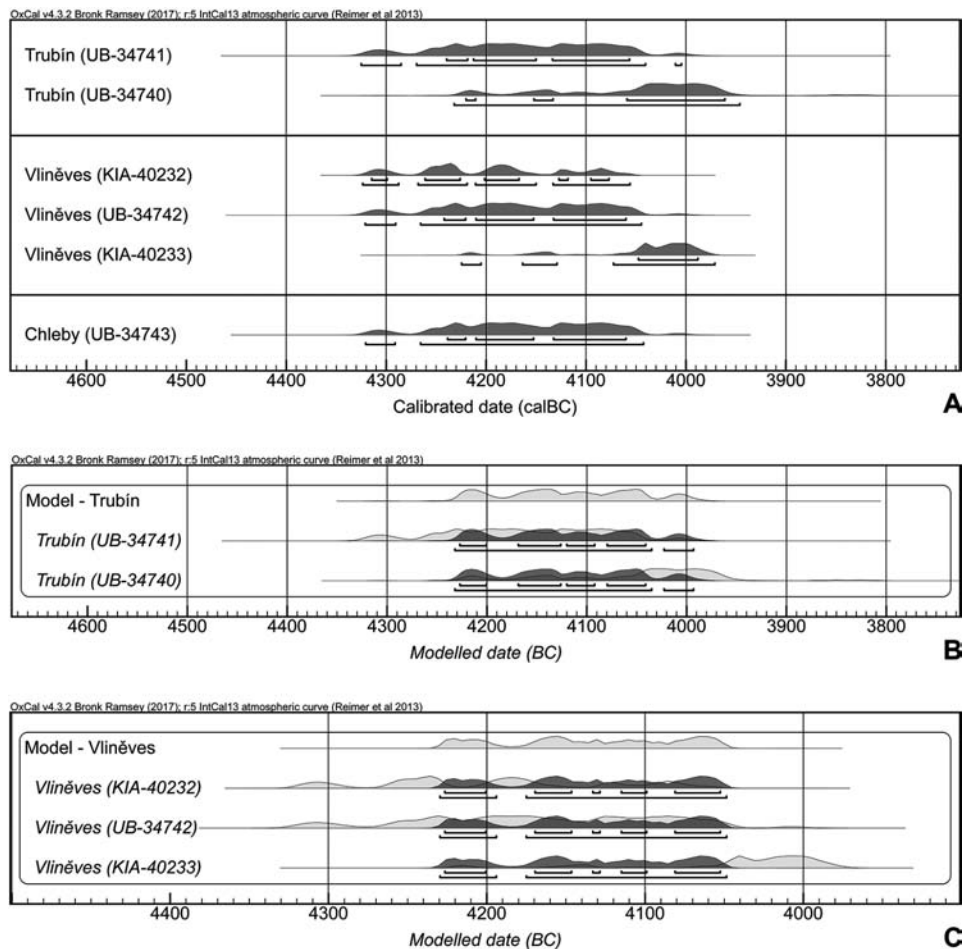 OxCal v4.3.2 Bronk Ramsey (2017); r:5 IntCal13 atmospheric curve (Reimer et al 2013)
Trubín (UB-34741)
Trubín (UB-34740)
Vliněves (KIA-40232)
Vliněves (UB-34742)
Vliněves (KIA-40233)
Chleby (UB-34743)
4600 4500 4400 4300 4200 4100 4000 3900 3800
Calibrated date (calBC)
A
OxCal v4.3.2 Bronk Ramsey (2017); r:5 IntCal13 atmospheric curve (Reimer et al 2013)
Model - Trubín
Trubín (UB-34741)
Trubín (UB-34740)
4600 4500 4400 4300 4200 4100 4000 3900 3800
Modelled date (BC)
B
OxCal v4.3.2 Bronk Ramsey (2017); r:5 IntCal13 atmospheric curve (Reimer et al 2013)
Model - Vliněves
Vliněves (KIA-40232)
Vliněves (UB-34742)
Vliněves (KIA-40233)
4400 4300 4200 4100 4000
Modelled date (BC)
C